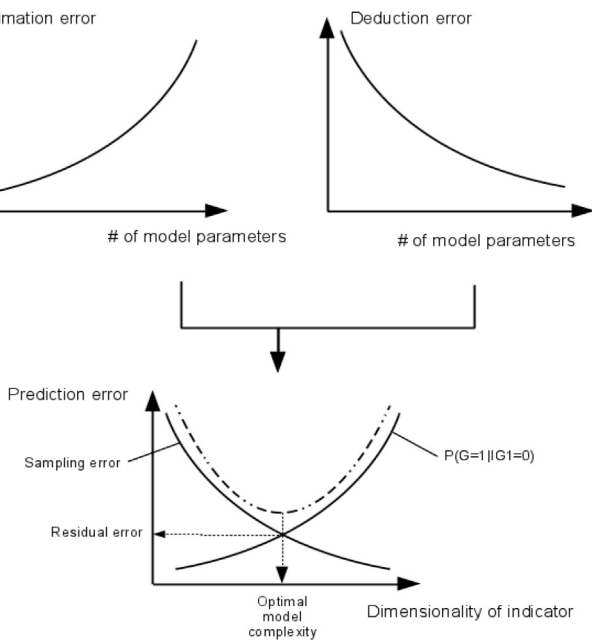 error
Deduction error
# of model parameters
# of model parameters
Prediction error
Sampling error
P(G=1|IG1=0)
Residual error
Optimal
model
complexity
Dimensionality of indicator